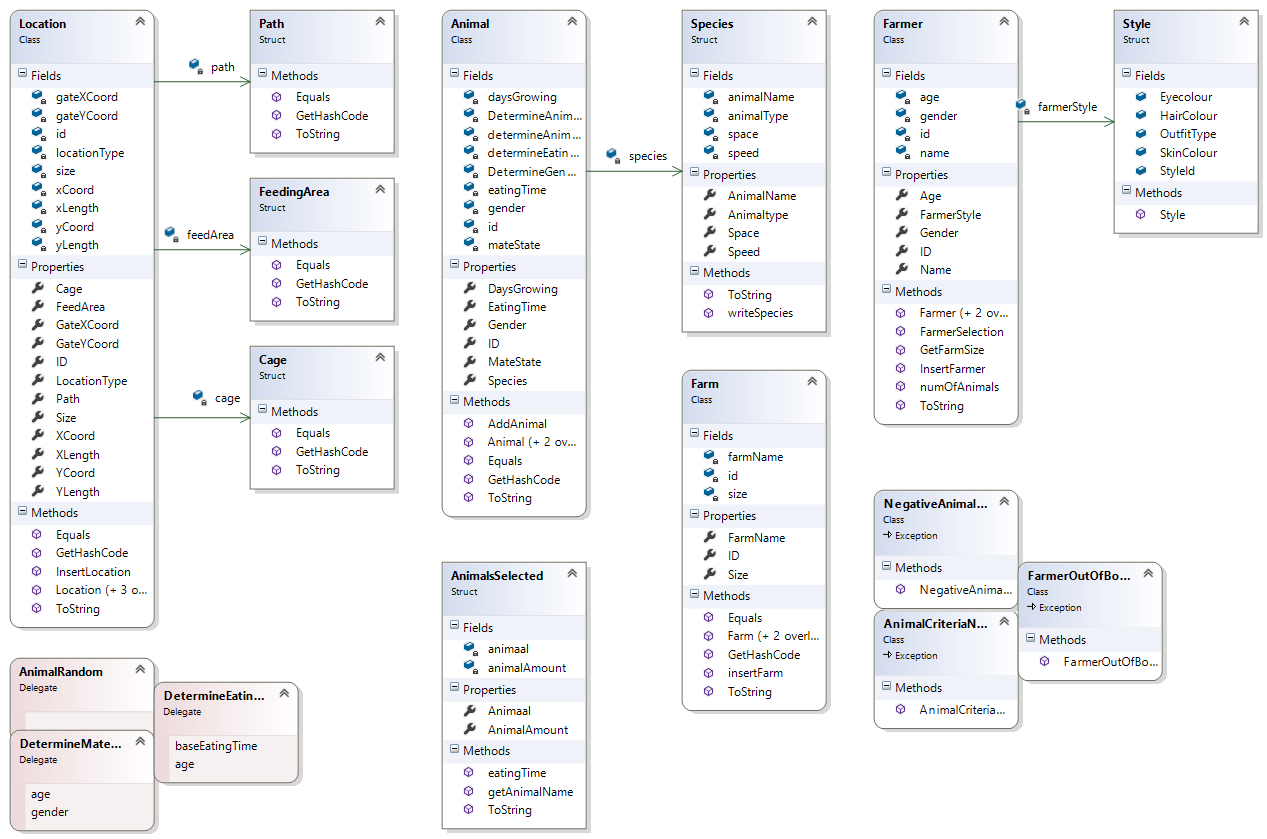 Location
Class
Fields
gateXCoord
gateYCoord
id
locationType
size
xCoord
xLength
yCoord
yLength
Properties
Cage
FeedArea
GateXCoord
GateYCoord
ID
LocationType
Path
Size
XCoord
XLength
YCoord
YLength
Methods
Equals
GetHashCode
InsertLocation
Location (+ 3 o...
ToString
path
feedArea
cage
Path
Struct
Methods
Equals
GetHashCode
ToString
FeedingArea
Struct
Methods
Equals
GetHashCode
ToString
Cage
Struct
Methods
Equals
GetHashCode
ToString
AnimalRandom
Delegate
DetermineMate...
Delegate
age
gender
DetermineEatin...
Delegate
baseEatingTime
age
Animal
Class
Fields
daysGrowing
DetermineAnim...
determineAnim...
determineEatin...
DetermineGen...
eatingTime
gender
id
mateState
Properties
DaysGrowing
EatingTime
Gender
ID
MateState
Species
Methods
AddAnimal
Animal (+ 2 ov...
Equals
GetHashCode
ToString
species
AnimalsSelected
Struct
Fields
animaal
animalAmount
Properties
Animaal
AnimalAmount
Methods
eatingTime
getAnimalName
ToString
Species
Struct
Fields
animalName
animalType
space
speed
Properties
AnimalName
Animaltype
Space
Speed
Methods
ToString
writeSpecies
Farm
Class
Fields
farmName
id
size
Properties
FarmName
ID
Size
Methods
Equals
Farm (+ 2 overl...
GetHashCode
insertFarm
ToString
Farmer
Class
Fields
age
gender
id
name
Properties
Age
FarmerStyle
Gender
ID
Name
Methods
Farmer (+ 2 ov...
FarmerSelection
GetFarmSize
InsertFarmer
numOfAnimals
ToString
farmerStyle
Style
Struct
Fields
Eyecolour
HairColour
OutfitType
SkinColour
StyleId
Methods
Style
NegativeAnimal...
Class
Exception
Methods
NegativeAnima...
AnimalCriteriaN...
Class
Exception
Methods
AnimalCriteria...
FarmerOutOfBo...
Class
Exception
Methods
FarmerOutOfBo...